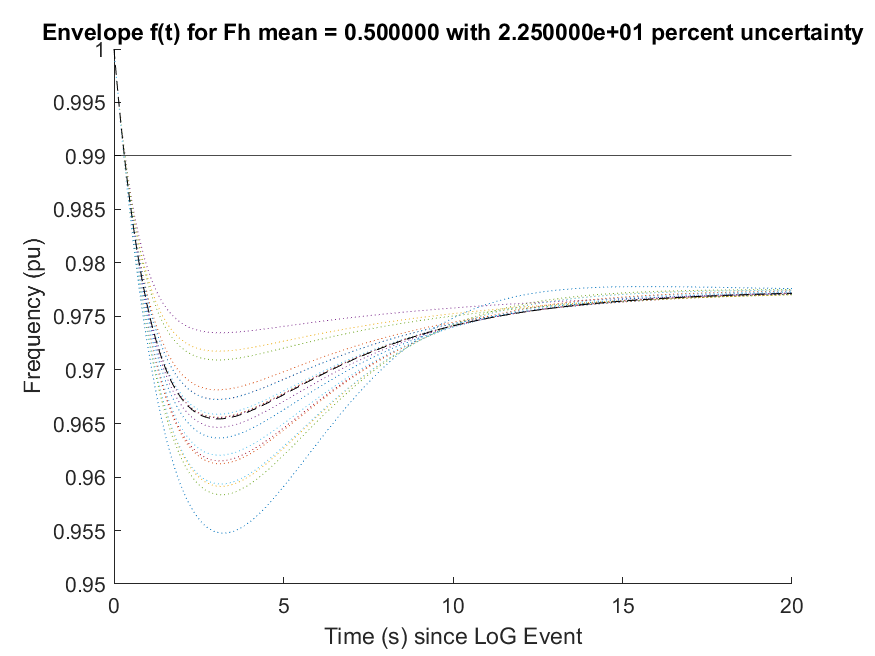 Envelope f(t) for Fh mean = 0.500000 with 2.250000e+01 percent uncertainty
1
0.995
0.99
0.985
0.98
0.975
0.97
0.965
0.96
0.955
0.95
Frequency (pu)
0 5 10 15 20
Time (s) since LoG Event